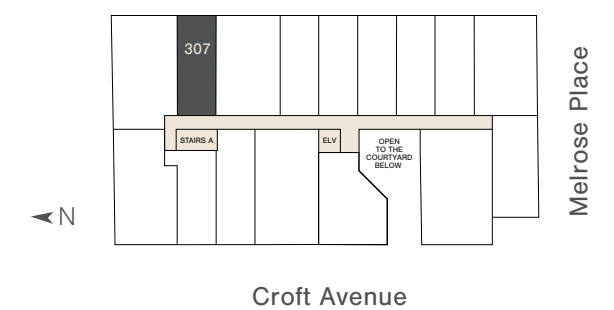 307
STAIRS A
ELV
OPEN
TO THE
COURTYARD
BELOW
N
Melrose Place
Croft Avenue